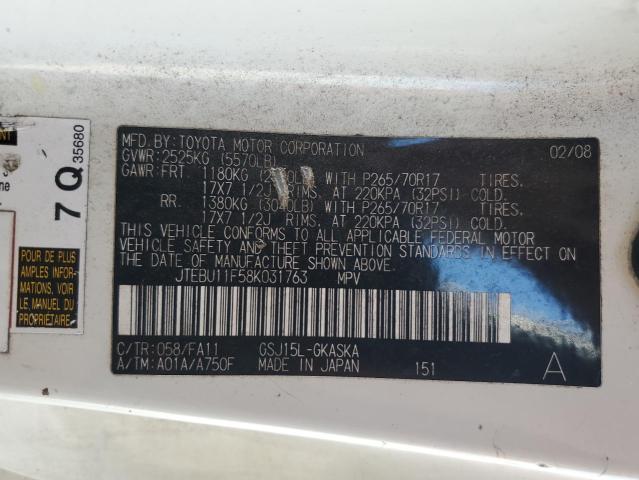 MFD.BY:TOYOTA MOTOR CORPORATION 02/08
GVWR:2525KG (5570LB)
GAWR:FRT. 1180KG WITH P265/70R17 TIRES.
17X7 1/2J RIMS, AT 220KPA (32PSI) COLD.
RR. 1380KG WITH P265/70R17 TIRES.
17X7 1/2J RIMS, AT 220KPA (32PSI) COLD.
THIS VEHICLE CONFORMS TO ALL APPLICABLE FEDERAL MOTOR
VEHICLE SAFETY AND THEFT PREVENTION STANDARDS IN EFFECT ON
THE DATE OF MANUFACTURE SHOWN ABOVE.
JTEBU11F58K031763 MPV
C/TR:058/FA11 GSJ15L-GKASKA
A/TM:A01A/A750F MADE IN JAPAN 151 A
7 Q 35680
POUR DE PLUS
AMPLES INFOR-
MATIONS, VOIR
LE MANUEL DU
PROPRIÉTAIRE